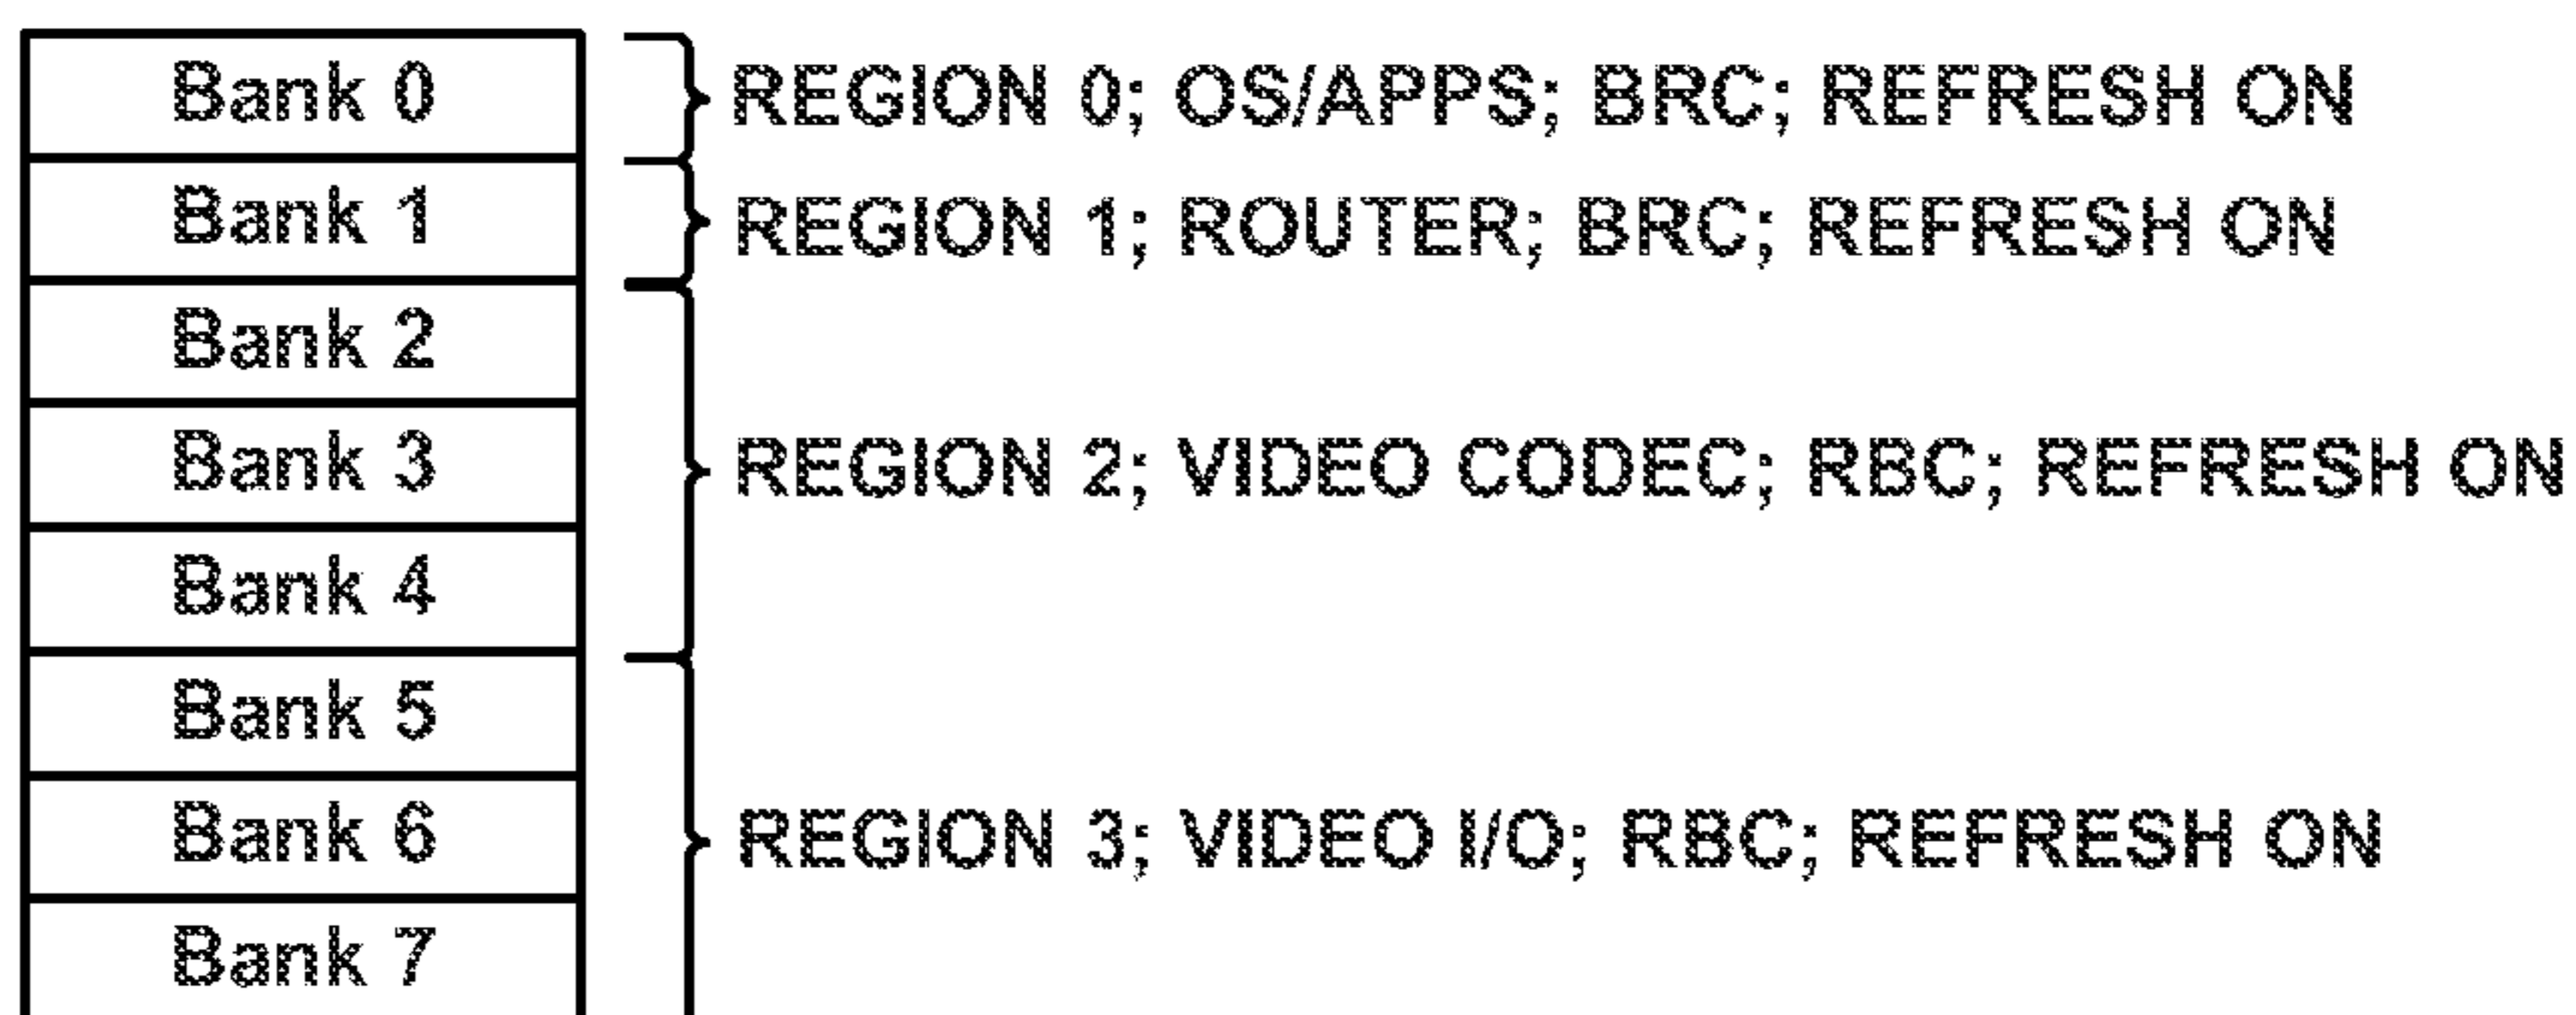 Bank 0
REGION 0; OS/APPS; BRC; REFRESH ON
Bank 1
REGION 1; ROUTER; BRC; REFRESH ON
Bank 2
Bank 3
REGION 2; VIDEO CODEC; RBC; REFRESH ON
Bank 4
Bank 5
Bank 6
REGION 3; VIDEO I/O; RBC; REFRESH ON
Bank 7